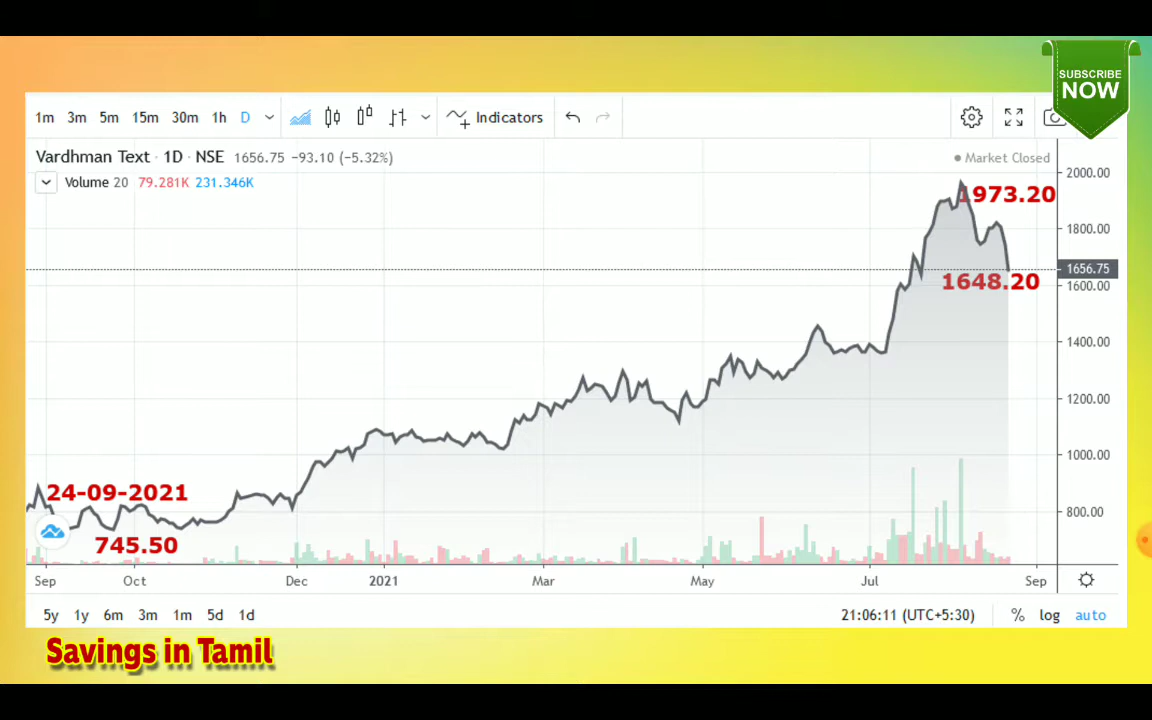 SUBSCRIBE
NOW
1m 3m 5m 15m 30m 1h D Indicators
Vardhman Text · 1D · NSE 1656.75 −93.10 (−5.32%)
Market Closed
Volume 20 79.281K 231.346K
2000.00
1973.20
1800.00
1656.75
1648.20
1600.00
1400.00
1200.00
1000.00
24-09-2021
800.00
745.50
Sep Oct Dec 2021 Mar May Jul Sep
5y 1y 6m 3m 1m 5d 1d 21:06:11 (UTC+5:30) % log auto
Savings in Tamil